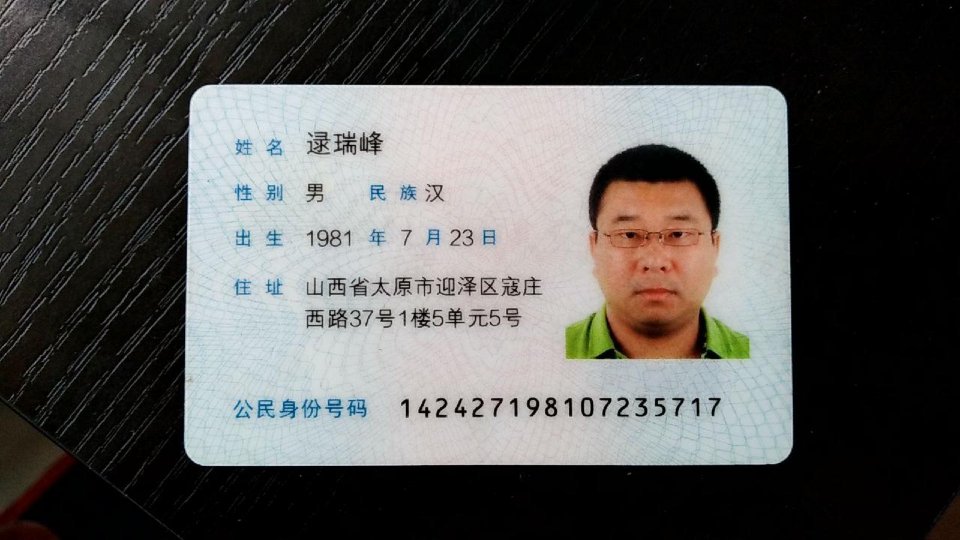 姓名 逯瑞峰
性别 男 民族 汉
出生 1981 年 7 月 23 日
住址 山西省太原市迎泽区寇庄
西路37号1楼5单元5号
公民身份号码 142427198107235717